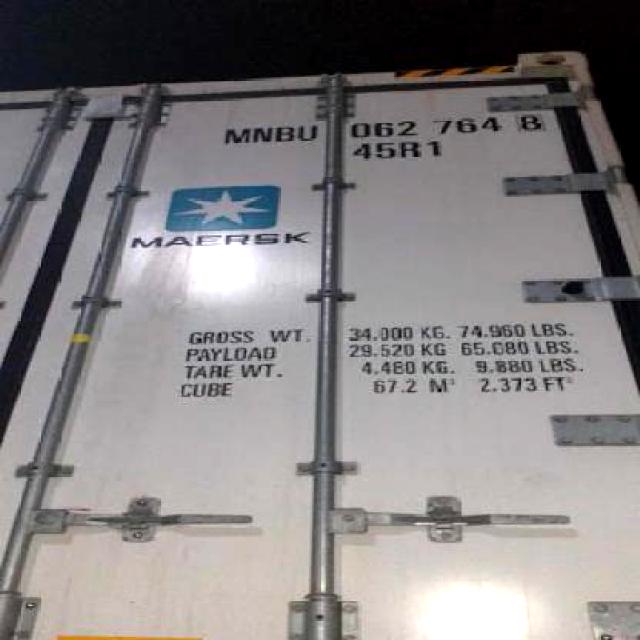 MNBU 062 764 8
45R1
MAERSK
GROSS WT. 34.000 KG. 74.960 LBS.
PAYLOAD 29.520 KG 65.080 LBS.
TARE WT. 4.480 KG. 9.880 LBS.
CUBE 67.2 M³ 2.373 FT³